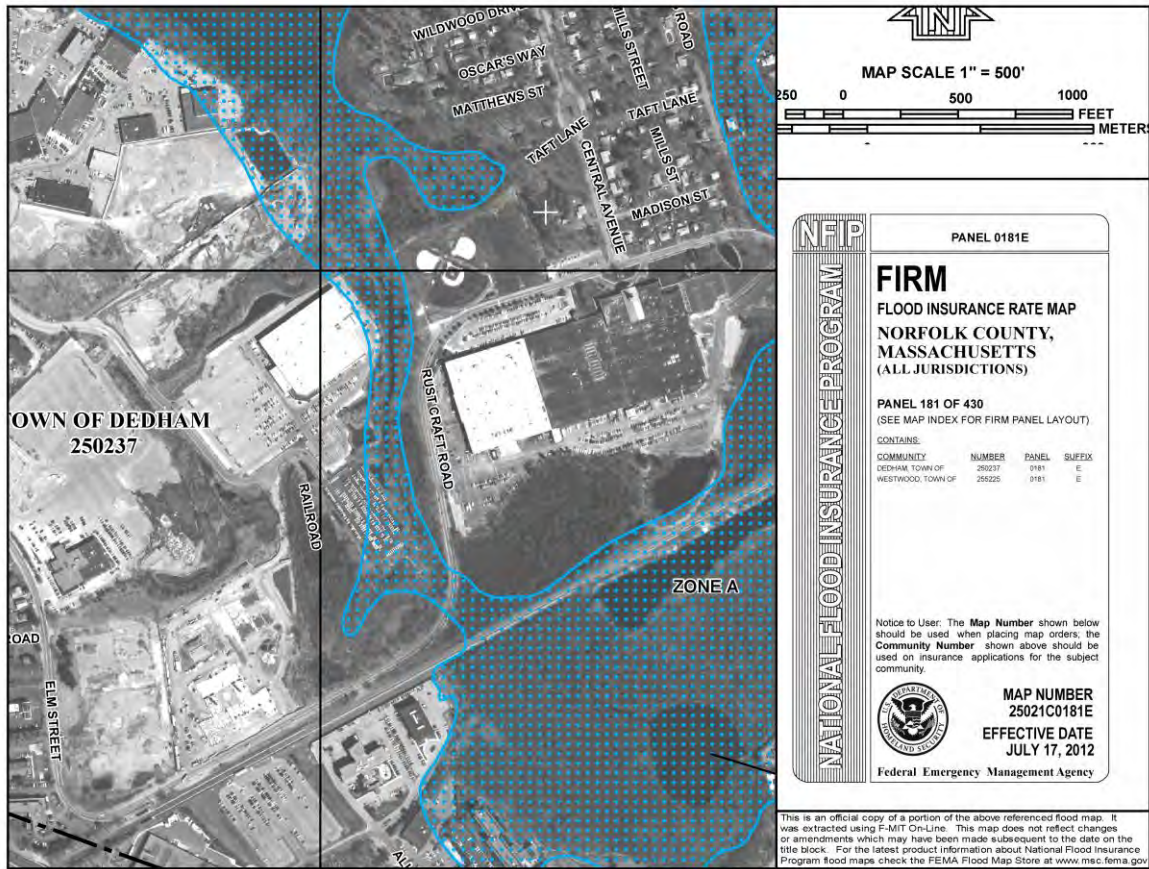 WILDWOOD DRIV
MILLS STREET
ROAD
OSCAR'S WAY
MATTHEWS ST
TAFT LANE
TAFT LANE
CENTRAL AVENUE
MILLS ST
MADISON ST
TOWN OF DEDHAM
250237
RUST CRAFT ROAD
RAILROAD
ZONE A
ROAD
ELM STREET
N
MAP SCALE 1" = 500'
250 0 500 1000
FEET
METERS
NFIP
PANEL 0181E
NATIONAL FLOOD INSURANCE PROGRAM
FIRM
FLOOD INSURANCE RATE MAP
NORFOLK COUNTY,
MASSACHUSETTS
(ALL JURISDICTIONS)
PANEL 181 OF 430
(SEE MAP INDEX FOR FIRM PANEL LAYOUT)
CONTAINS:
COMMUNITY NUMBER PANEL SUFFIX
DEDHAM, TOWN OF 250237 0181 E
WESTWOOD, TOWN OF 255225 0181 E
Notice to User: The Map Number shown below
should be used when placing map orders; the
Community Number shown above should be
used on insurance applications for the subject
community.
U.S. DEPARTMENT OF
HOMELAND SECURITY
MAP NUMBER
25021C0181E
EFFECTIVE DATE
JULY 17, 2012
Federal Emergency Management Agency
This is an official copy of a portion of the above referenced flood map. It
was extracted using F-MIT On-Line. This map does not reflect changes
or amendments which may have been made subsequent to the date on the
title block. For the latest product information about National Flood Insurance
Program flood maps check the FEMA Flood Map Store at www.msc.fema.gov